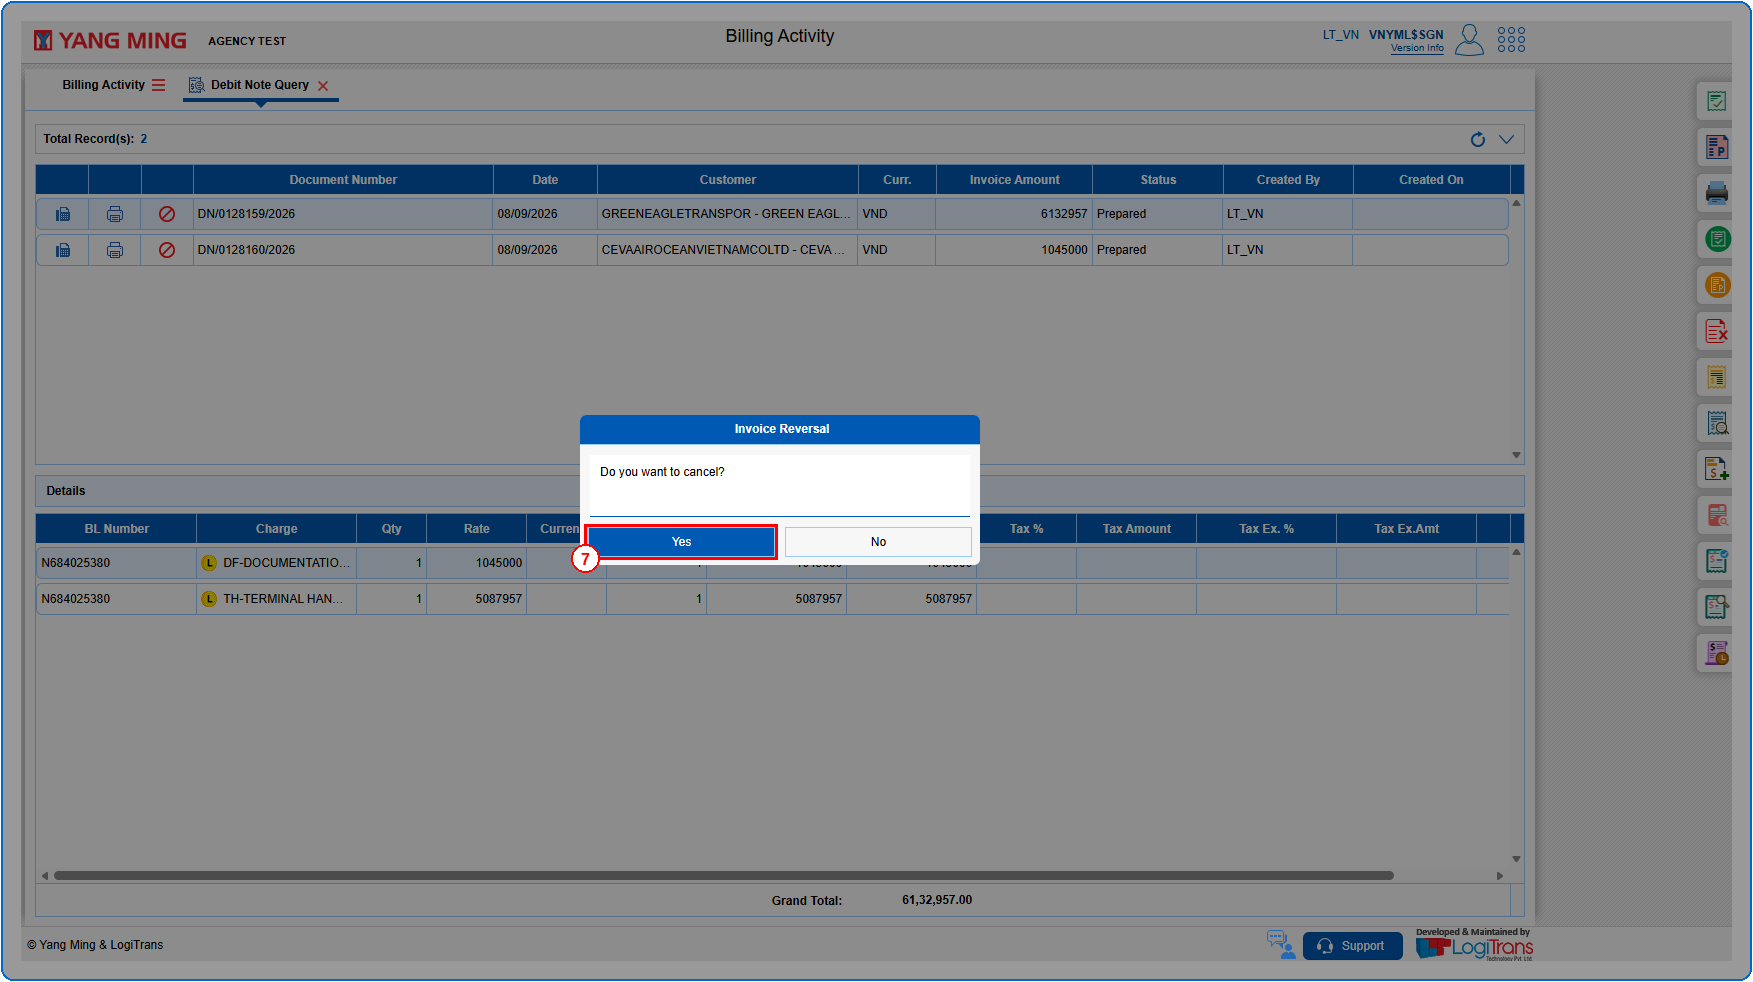 YANG MING AGENCY TEST
Billing Activity
LT_VN VNYML$SGN
Version Info
Billing Activity
Debit Note Query
Total Record(s): 2
Document Number Date Customer Curr. Invoice Amount Status Created By Created On
DN/0128159/2026 08/09/2026 GREENEAGLETRANSPOR - GREEN EAGL... VND 6132957 Prepared LT_VN
DN/0128160/2026 08/09/2026 CEVAAIROCEANVIETNAMCOLTD - CEVA ... VND 1045000 Prepared LT_VN
Invoice Reversal
Do you want to cancel?
Yes No
7
Details
BL Number Charge Qty Rate Curren Tax % Tax Amount Tax Ex. % Tax Ex.Amt
N684025380 L DF-DOCUMENTATIO... 1 1045000
N684025380 L TH-TERMINAL HAN... 1 5087957 1 5087957 5087957
Grand Total: 61,32,957.00
© Yang Ming & LogiTrans
Support
Developed & Maintained by
LogiTrans
Technology Pvt. Ltd.